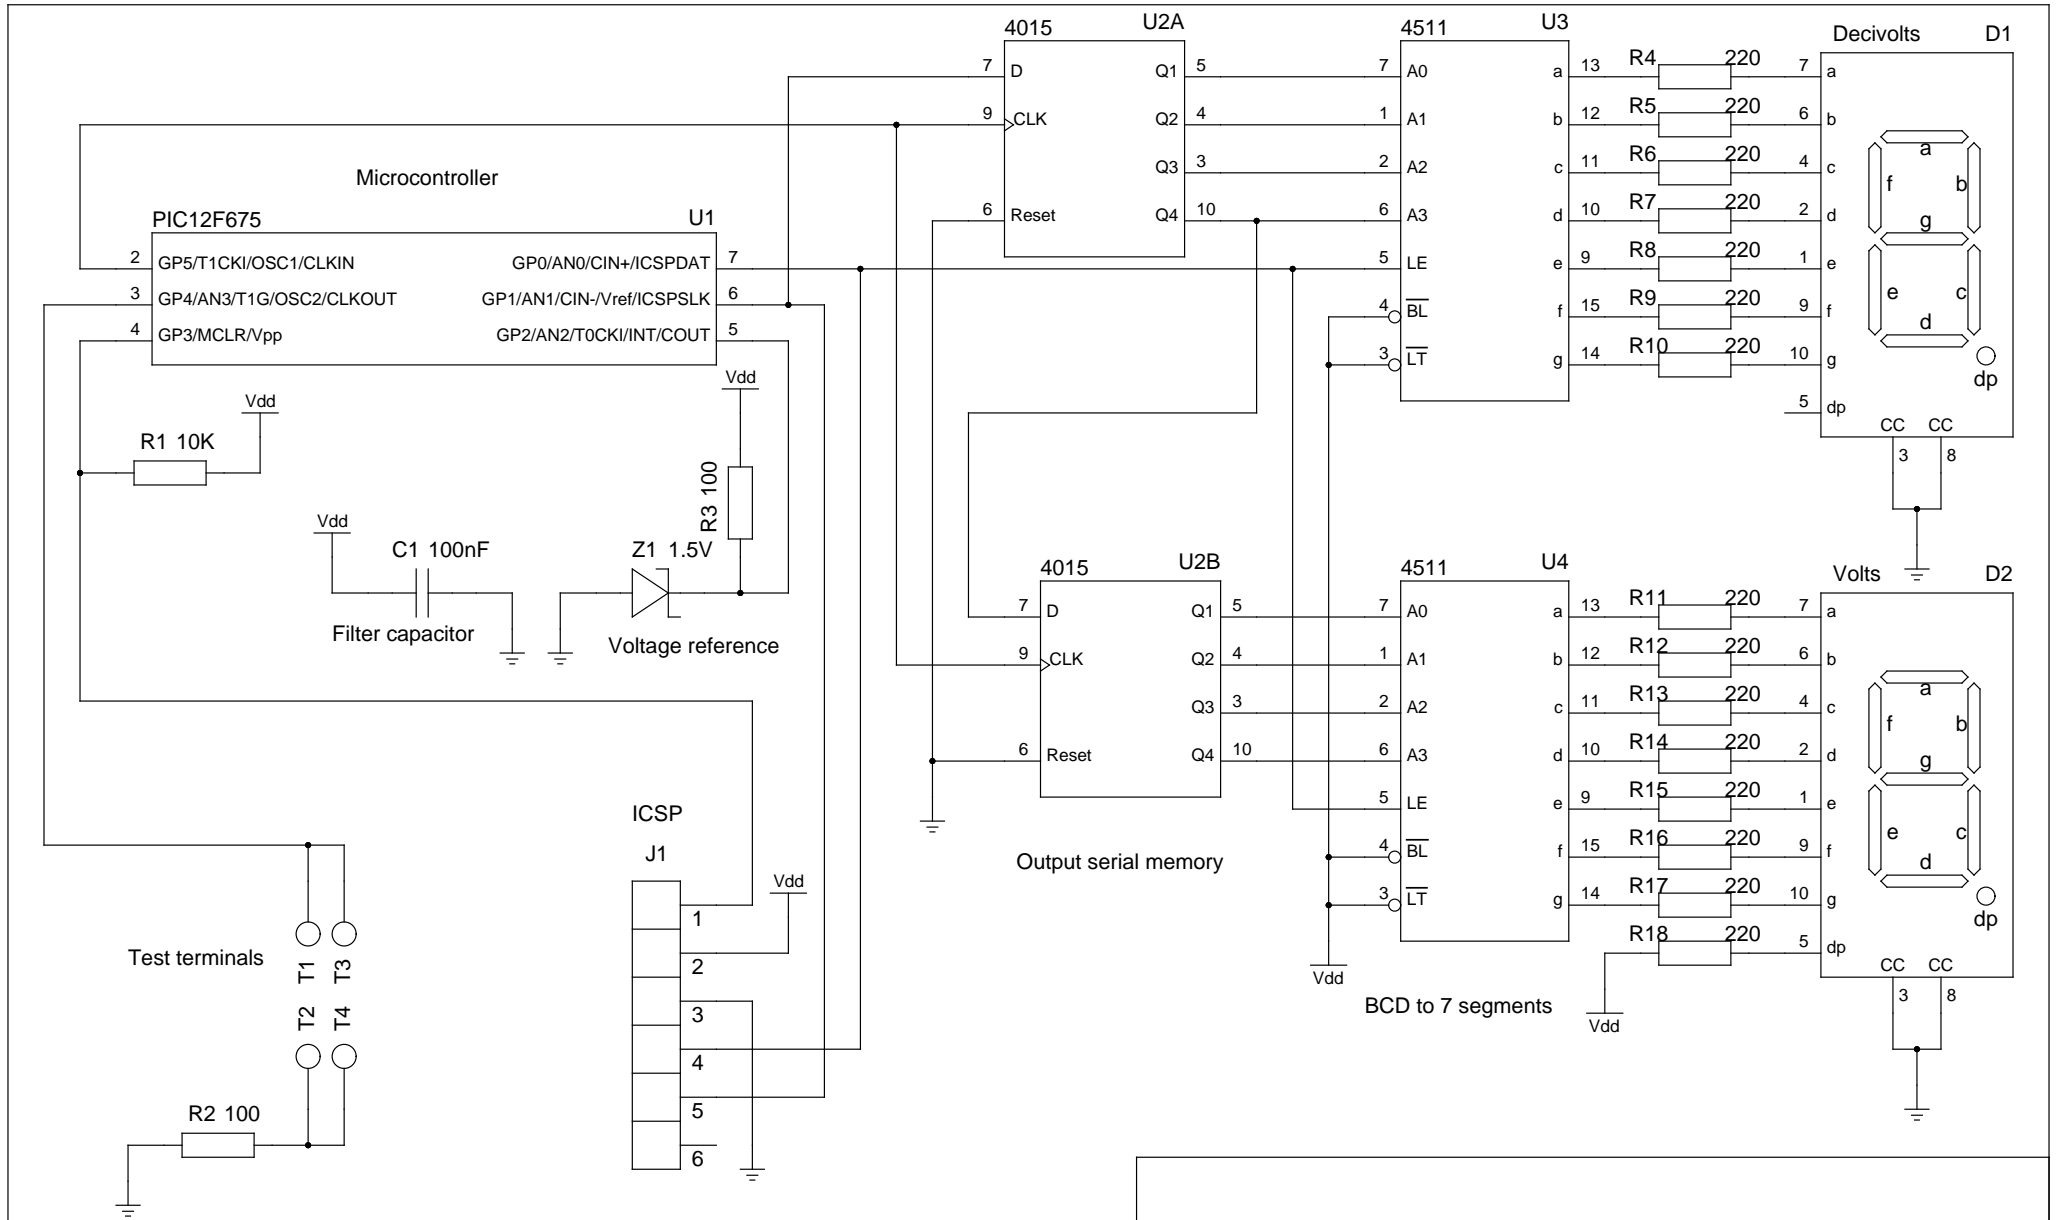 Microcontroller
PIC12F675 U1
2 GP5/T1CKI/OSC1/CLKIN GP0/AN0/CIN+/ICSPDAT 7
3 GP4/AN3/T1G/OSC2/CLKOUT GP1/AN1/CIN-/Vref/ICSPSLK 6
4 GP3/MCLR/Vpp GP2/AN2/T0CKI/INT/COUT 5
Vdd
R1 10K
Vdd
R3 100
Vdd
C1 100nF
Filter capacitor
Z1 1.5V
Voltage reference
Test terminals
T1 T3
T2 T4
R2 100
ICSP
J1
Vdd
1
2
3
4
5
6
4015 U2A
7 D Q1 5
9 CLK Q2 4
Q3 3
6 Reset Q4 10
4015 U2B
7 D Q1 5
9 CLK Q2 4
Q3 3
6 Reset Q4 10
Output serial memory
4511 U3
7 A0 a 13
1 A1 b 12
2 A2 c 11
6 A3 d 10
5 LE e 9
4 BL f 15
3 LT g 14
4511 U4
7 A0 a 13
1 A1 b 12
2 A2 c 11
6 A3 d 10
5 LE e 9
4 BL f 15
3 LT g 14
Vdd
BCD to 7 segments
R4 220
R5 220
R6 220
R7 220
R8 220
R9 220
R10 220
Decivolts D1
7 a
6 b
4 c
2 d
1 e
9 f
10 g
5 dp
a
f b
g
e c
d
dp
CC CC
3 8
R11 220
R12 220
R13 220
R14 220
R15 220
R16 220
R17 220
R18 220
Vdd
Volts D2
7 a
6 b
4 c
2 d
1 e
9 f
10 g
5 dp
a
f b
g
e c
d
dp
CC CC
3 8